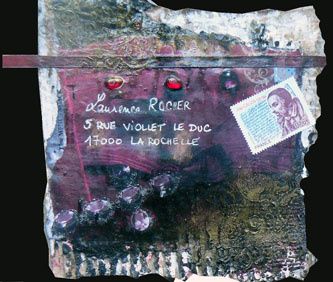 Laurence ROCHER
5 RUE VIOLLET LE DUC
17000 LA ROCHELLE